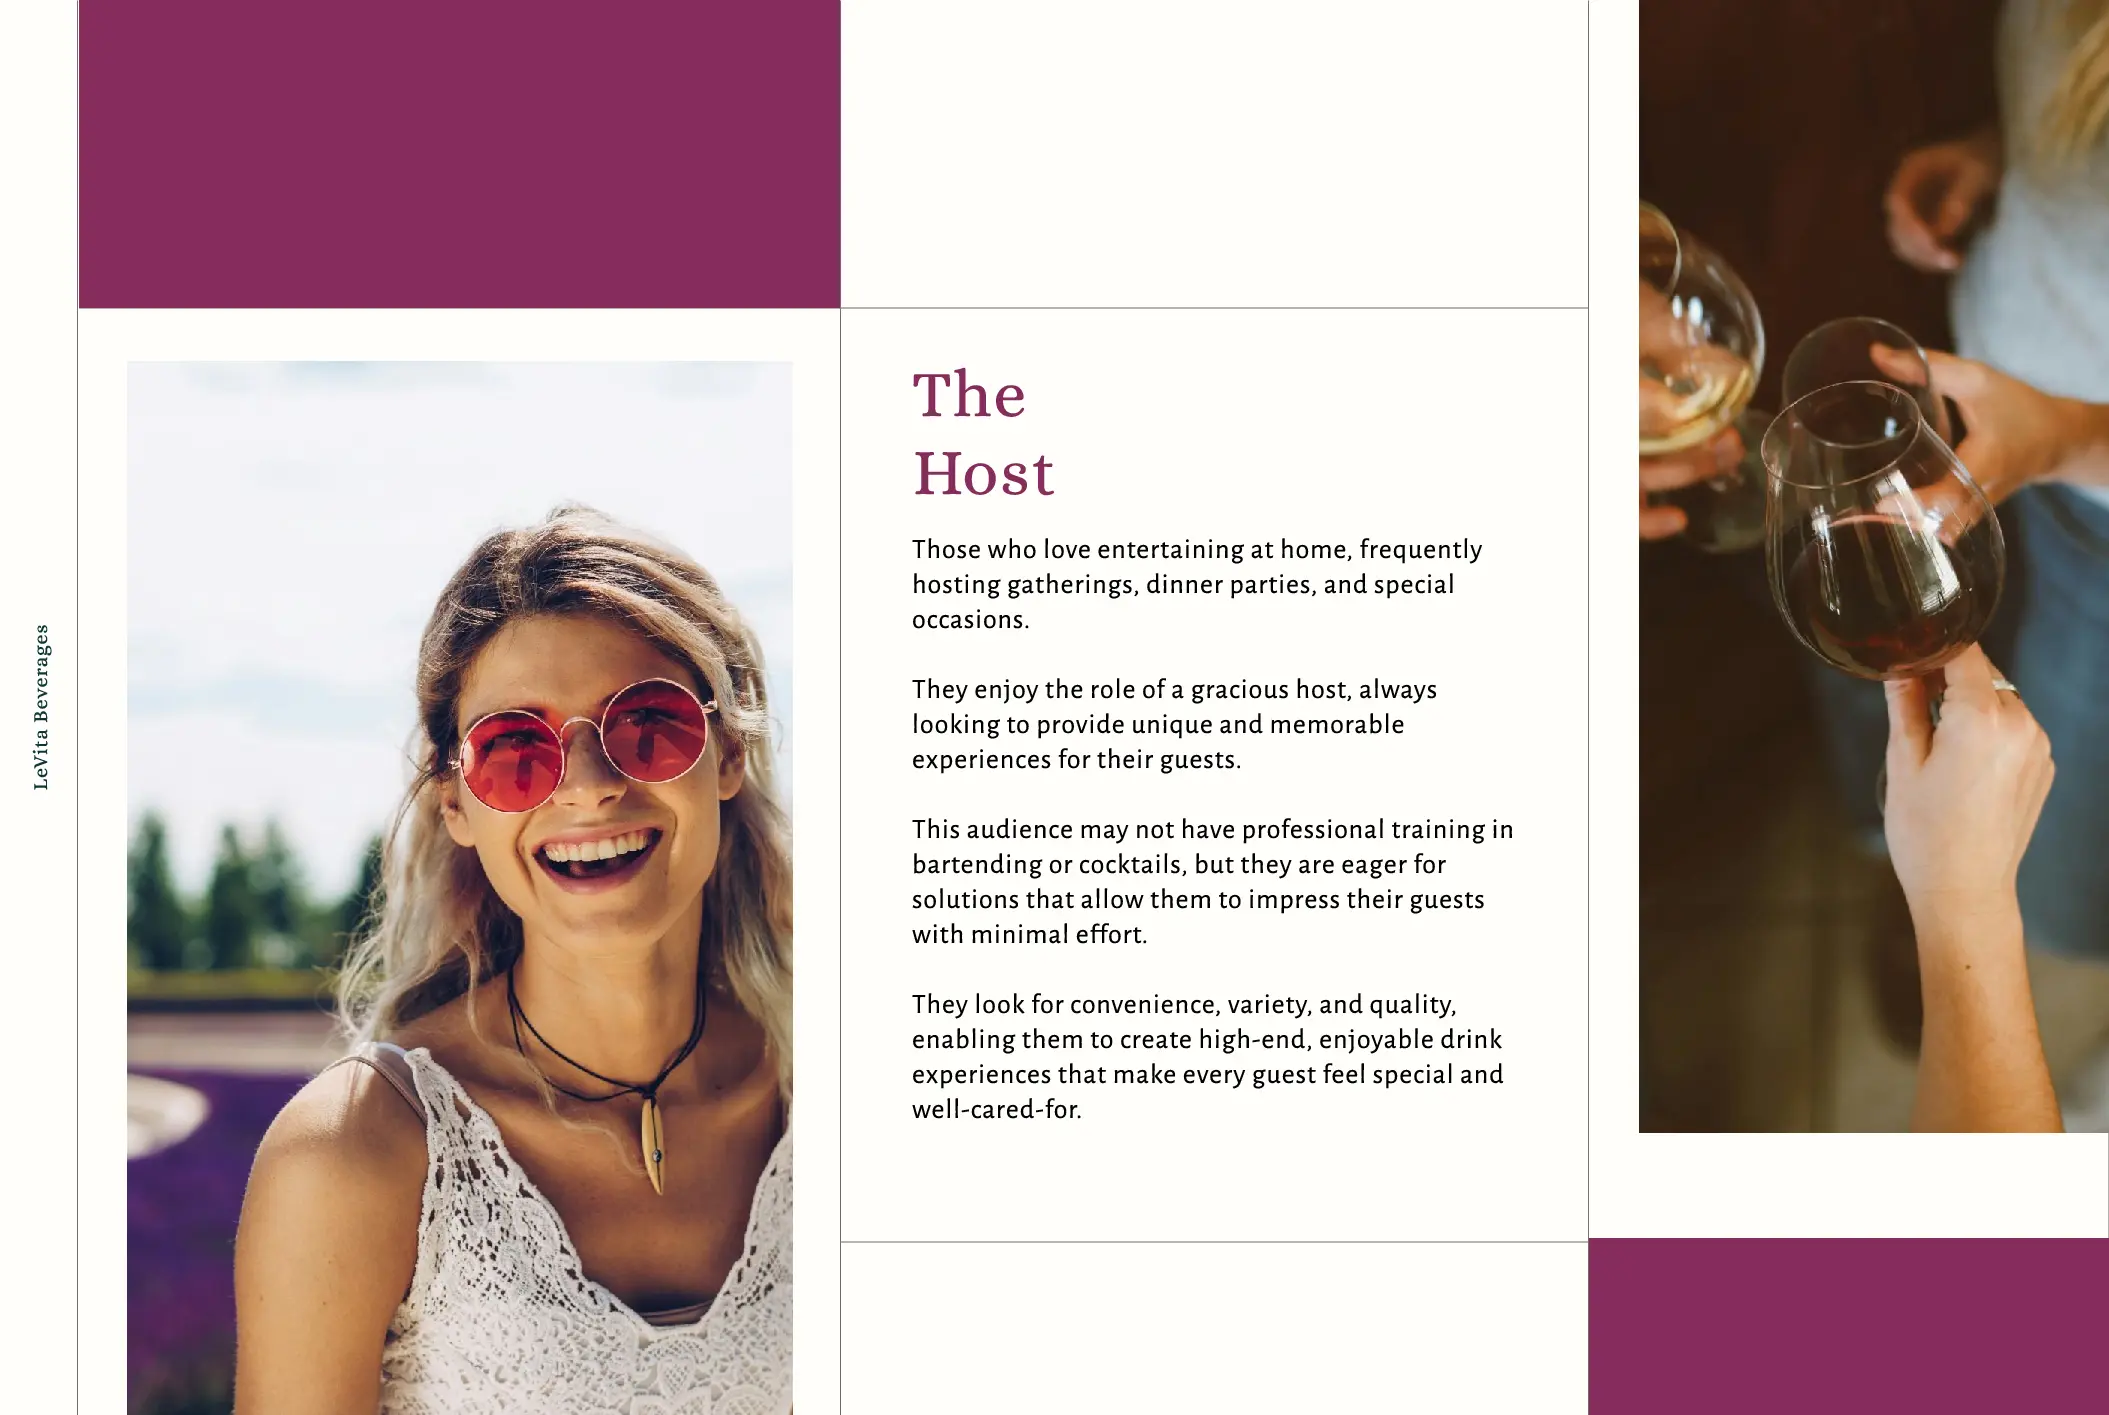 LeVita Beverages
The
Host
Those who love entertaining at home, frequently
hosting gatherings, dinner parties, and special
occasions.
They enjoy the role of a gracious host, always
looking to provide unique and memorable
experiences for their guests.
This audience may not have professional training in
bartending or cocktails, but they are eager for
solutions that allow them to impress their guests
with minimal effort.
They look for convenience, variety, and quality,
enabling them to create high-end, enjoyable drink
experiences that make every guest feel special and
well-cared-for.